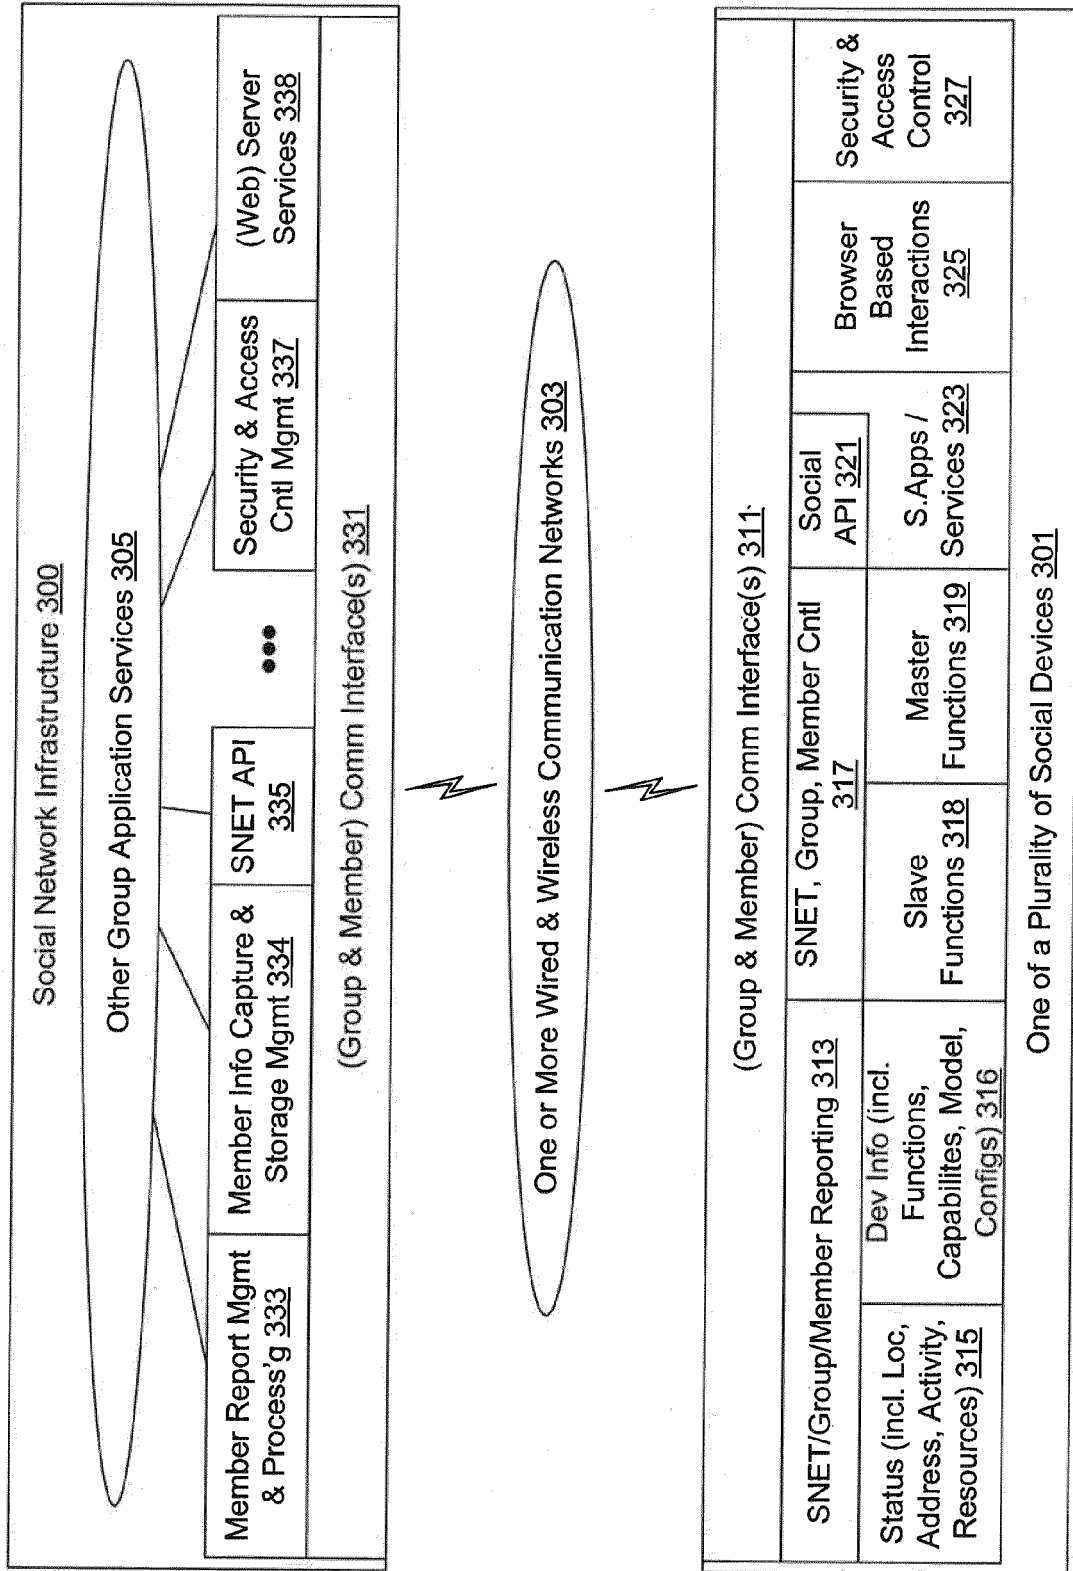 Social Network Infrastructure 300
Other Group Application Services 305
Member Report Mgmt
& Process'g 333
Member Info Capture &
Storage Mgmt 334
SNET API
335
•••
Security & Access
Cntl Mgmt 337
(Web) Server
Services 338
(Group & Member) Comm Interface(s) 331
One or More Wired & Wireless Communication Networks 303
(Group & Member) Comm Interface(s) 311
SNET/Group/Member Reporting 313
Status (incl. Loc,
Address, Activity,
Resources) 315
Dev Info (incl.
Functions,
Capabilites, Model,
Configs) 316
SNET, Group, Member Cntl
317
Slave
Functions 318
Master
Functions 319
Social
API 321
S.Apps /
Services 323
Browser
Based
Interactions
325
Security &
Access
Control
327
One of a Plurality of Social Devices 301